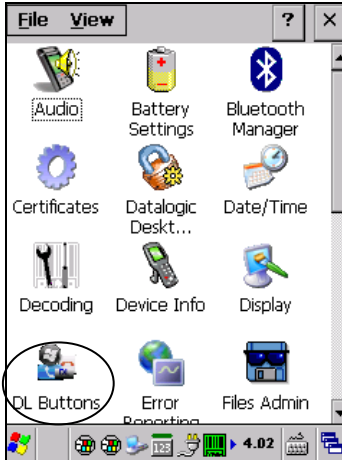 File View ? ×
Audio Battery Settings Bluetooth Manager
Certificates Datalogic Deskt... Date/Time
Decoding Device Info Display
DL Buttons Error Reporting Files Admin
123 4.02